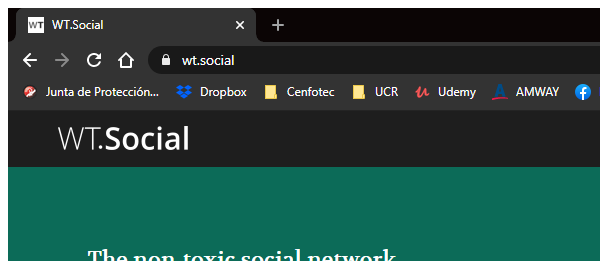 WT WT.Social
wt.social
Junta de Protección... Dropbox Cenfotec UCR Udemy AMWAY
WT.Social
The non-toxic social network